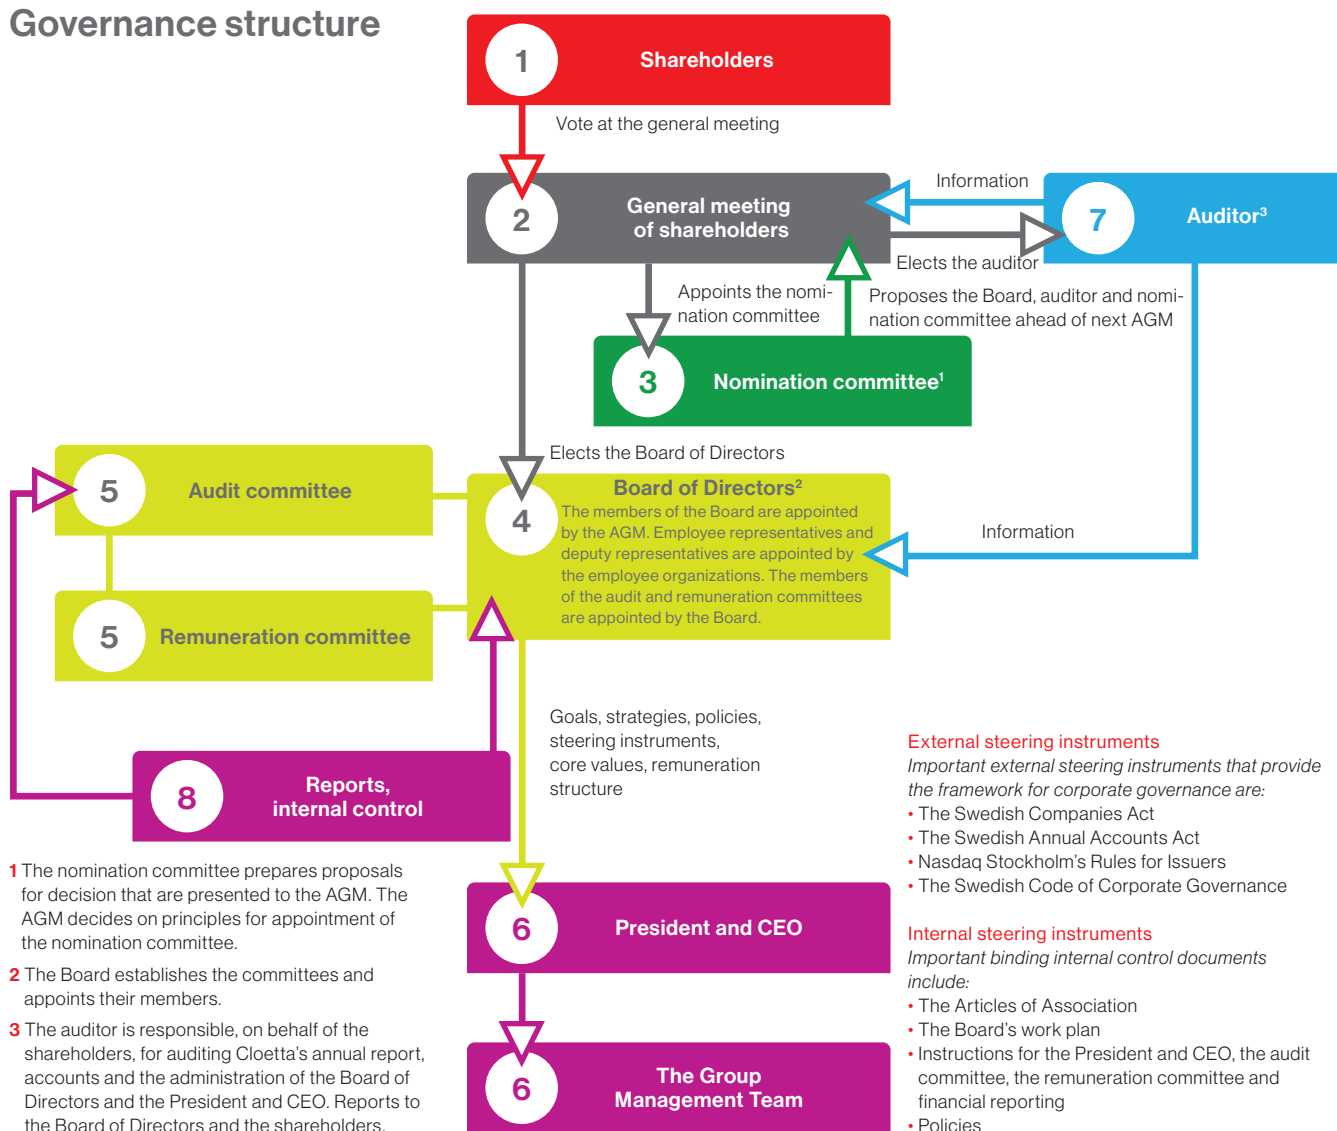 Governance structure
1
Shareholders
Vote at the general meeting
2
General meeting
of shareholders
Information
7
Auditor³
Elects the auditor
Appoints the nomi-
nation committee
Proposes the Board, auditor and nomi-
nation committee ahead of next AGM
3
Nomination committee¹
Elects the Board of Directors
5
Audit committee
4
Board of Directors²
The members of the Board are appointed
by the AGM. Employee representatives and
deputy representatives are appointed by
the employee organizations. The members
of the audit and remuneration committees
are appointed by the Board.
Information
5
Remuneration committee
Goals, strategies, policies,
steering instruments,
core values, remuneration
structure
8
Reports,
internal control
6
President and CEO
6
The Group
Management Team
1 The nomination committee prepares proposals
for decision that are presented to the AGM. The
AGM decides on principles for appointment of
the nomination committee.
2 The Board establishes the committees and
appoints their members.
3 The auditor is responsible, on behalf of the
shareholders, for auditing Cloetta's annual report,
accounts and the administration of the Board of
Directors and the President and CEO. Reports to
the Board of Directors and the shareholders.
External steering instruments
Important external steering instruments that provide
the framework for corporate governance are:
• The Swedish Companies Act
• The Swedish Annual Accounts Act
• Nasdaq Stockholm's Rules for Issuers
• The Swedish Code of Corporate Governance
Internal steering instruments
Important binding internal control documents
include:
• The Articles of Association
• The Board's work plan
• Instructions for the President and CEO, the audit
committee, the remuneration committee and
financial reporting
• Policies